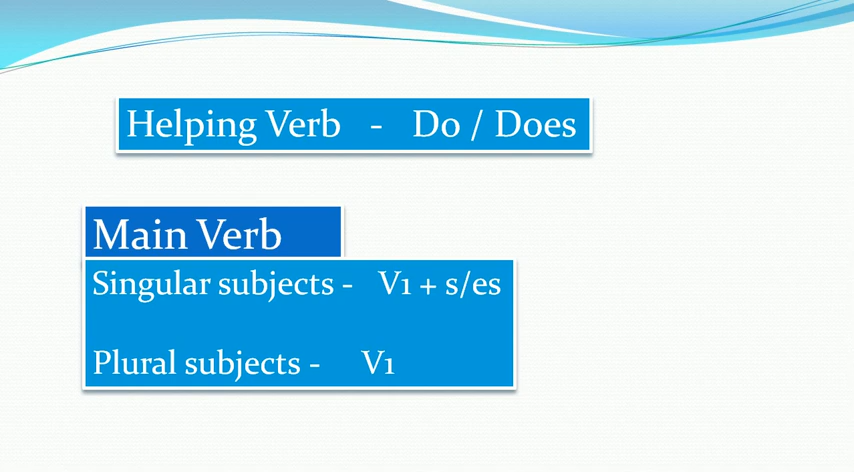 Helping Verb - Do / Does
Main Verb
Singular subjects - V1 + s/es
Plural subjects - V1